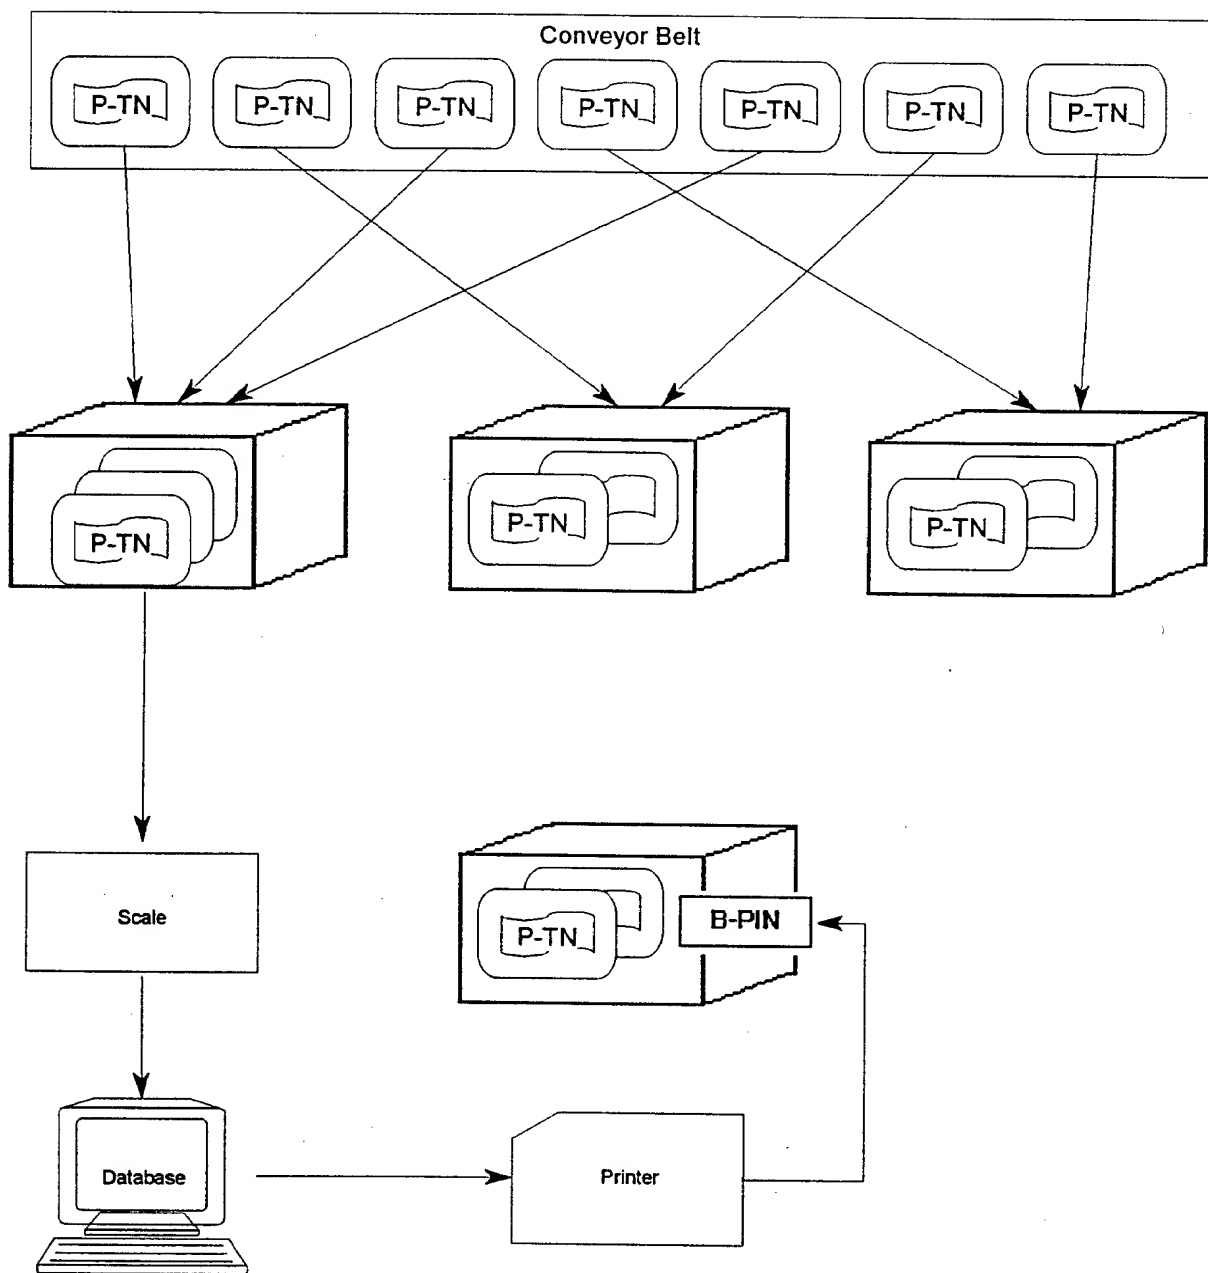 Conveyor Belt
P-TN P-TN P-TN P-TN P-TN P-TN P-TN
P-TN P-TN P-TN
Scale
P-TN B-PIN
Database
Printer